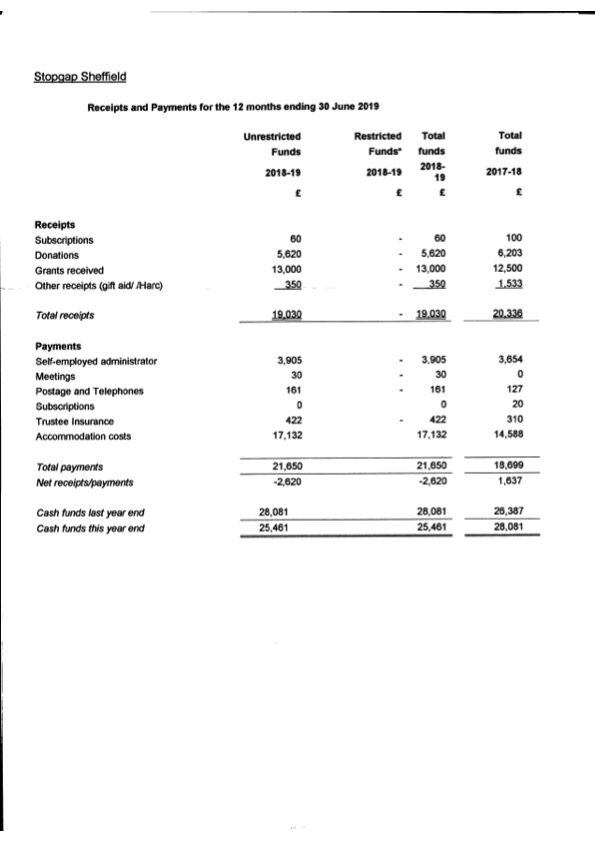 Stopgap Sheffield
Receipts and Payments for the 12 months ending 30 June 2019
Unrestricted Restricted Total Total
Funds Funds* funds funds
2018-19 2018-19 2018-19 2017-18
£ £ £ £
Receipts
Subscriptions 60 - 60 100
Donations 5,620 - 5,620 6,203
Grants received 13,000 - 13,000 12,500
Other receipts (gift aid/ /Harc) 350 - 350 1,533
Total receipts 19,030 - 19,030 20,336
Payments
Self-employed administrator 3,905 - 3,905 3,654
Meetings 30 - 30 0
Postage and Telephones 161 - 161 127
Subscriptions 0 0 20
Trustee Insurance 422 - 422 310
Accommodation costs 17,132 17,132 14,588
Total payments 21,650 21,650 18,699
Net receipts/payments -2,620 -2,620 1,637
Cash funds last year end 28,081 28,081 26,387
Cash funds this year end 25,461 25,461 28,081